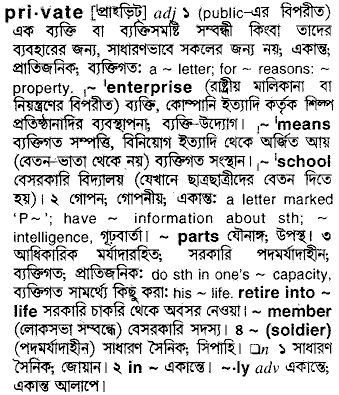 pri·vate [প্রাইভ়িট্] adj ১ (public–এর বিপরীত)
এক ব্যক্তি বা ব্যক্তিসমষ্টি সম্বন্ধী কিংবা তাদের
ব্যবহারের জন্য, সাধারণভাবে সকলের জন্য নয়; একান্ত;
প্রাতিজনিক; ব্যক্তিগত: a ~ letter; for ~ reasons: ~
property. ˌ~ ˈenterprise (রাষ্ট্রীয় মালিকানা বা
নিয়ন্ত্রণের বিপরীত) ব্যক্তি, কোম্পানি ইত্যাদি কর্তৃক শিল্প
প্রতিষ্ঠানাদির ব্যবস্থাপনা; ব্যক্তি-উদ্যোগ। ˌ~ means
ব্যক্তিগত সম্পত্তি, বিনিয়োগ ইত্যাদি থেকে অর্জিত আয়
(বেতন-ভাতা থেকে নয়) ব্যক্তিগত সংস্থান। ˌ~ ˈschool
বেসরকারি বিদ্যালয় (যেখানে ছাত্রছাত্রীদের বেতন দিতে
হয়)। ২ গোপন; গোপনীয়; একান্ত: a letter marked
'P~'; have ~ information about sth; ~
intelligence, গূঢ়বার্তা। ~ parts যৌনাঙ্গ; উপস্থ। ৩
আধিকারিক মর্যাদারহিত; সরকারি পদমর্যাদাহীন;
ব্যক্তিগত; প্রাতিজনিক: do sth in one's ~ capacity,
ব্যক্তিগত সামর্থ্যে কিছু করা: his ~ life. retire into ~
life সরকারি চাকরি থেকে অবসর নেওয়া। ~ member
(লোকসভা সম্বন্ধে) বেসরকারি সদস্য। ৪ ~ (soldier)
(পদমর্যাদাহীন) সাধারণ সৈনিক; সিপাহি। □n ১ সাধারণ
সৈনিক; জোয়ান। ২ in ~ একান্তে। ~·ly adv একান্তে;
একান্ত আলাপে।